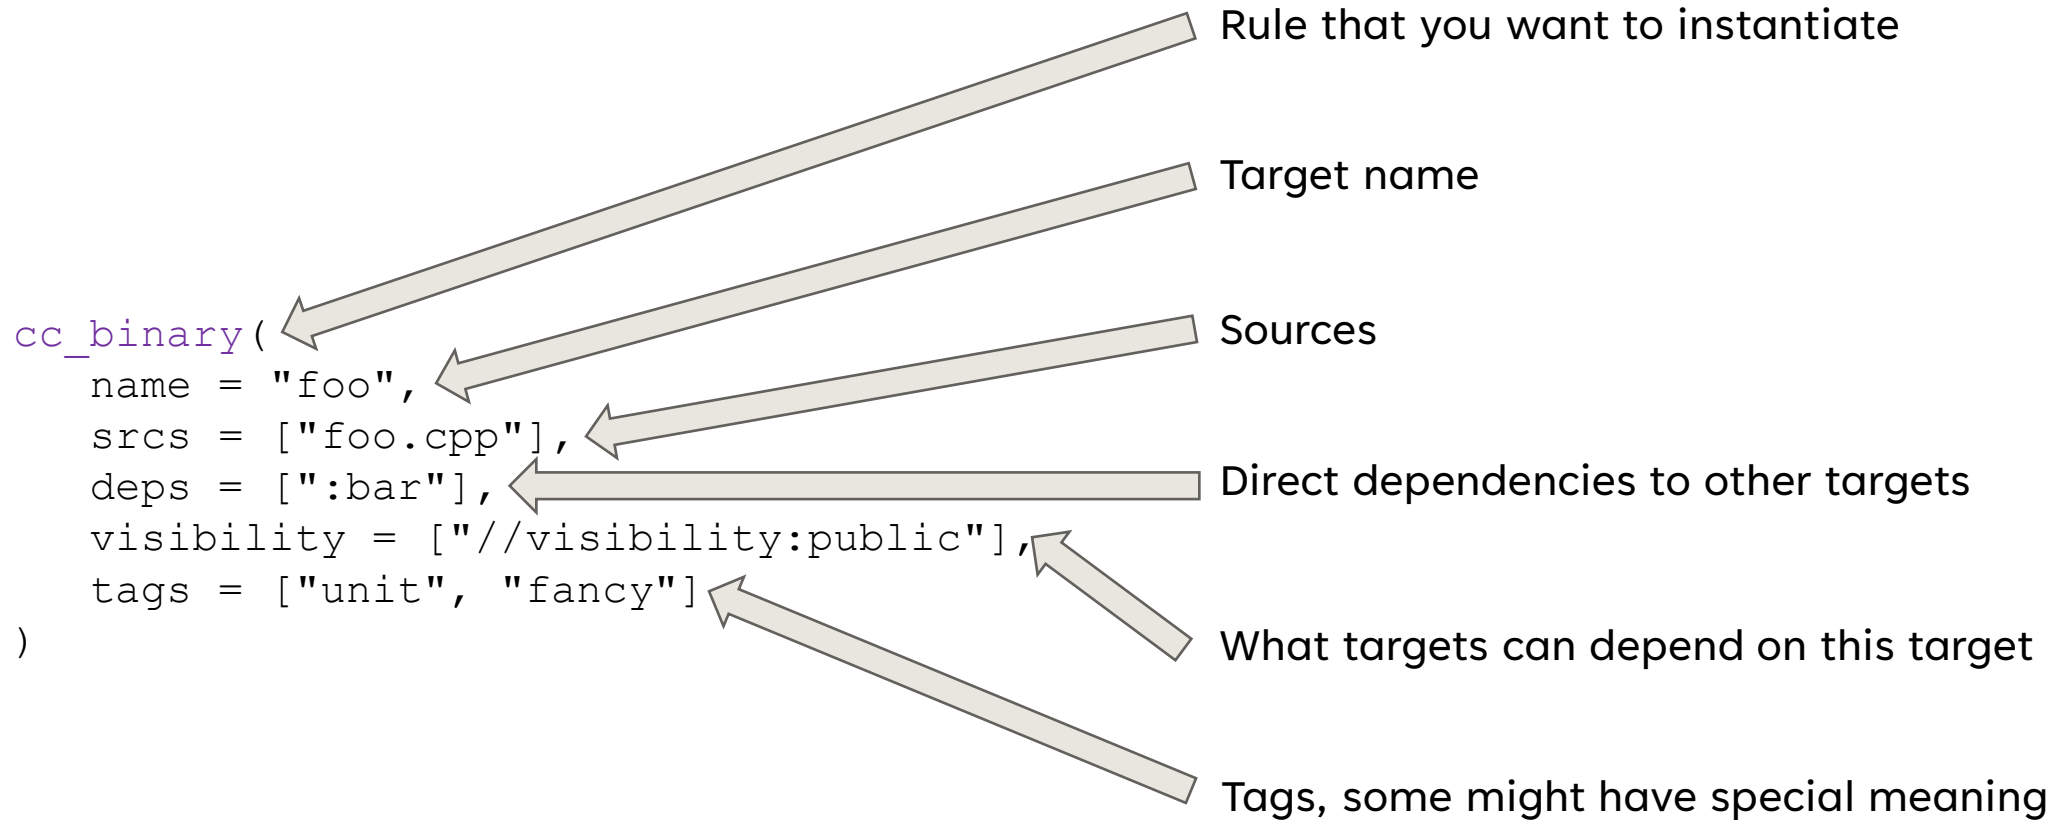 Rule that you want to instantiate
Target name
Sources
Direct dependencies to other targets
What targets can depend on this target
Tags, some might have special meaning
cc_binary(
   name = "foo",
   srcs = ["foo.cpp"],
   deps = [":bar"],
   visibility = ["//visibility:public"],
   tags = ["unit", "fancy"]
)